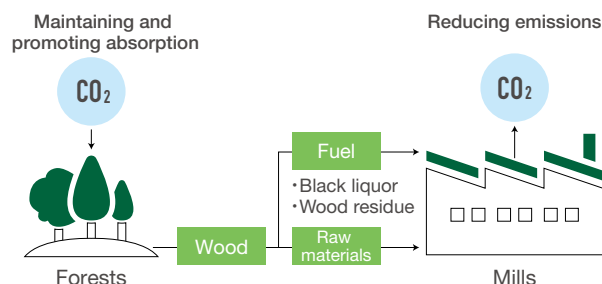 Maintaining and
promoting absorption
CO₂
Reducing emissions
CO₂
Fuel
・Black liquor
・Wood residue
Wood
Raw
materials
Forests
Mills